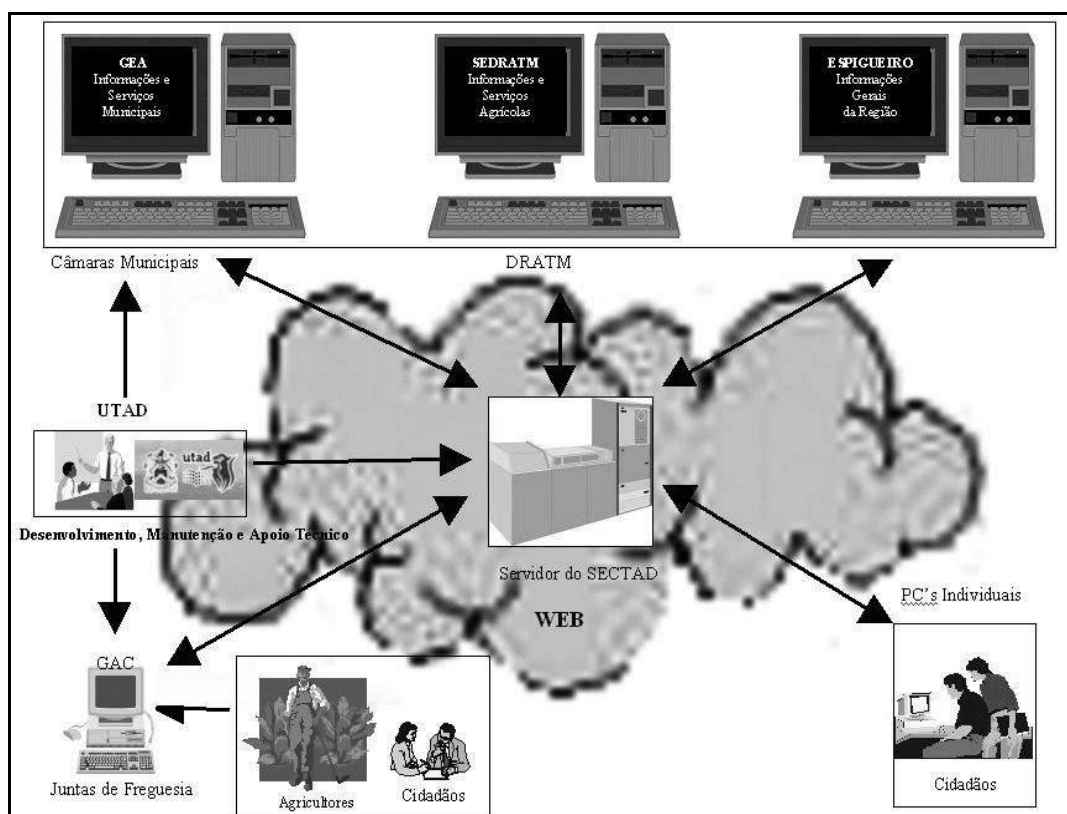 GEA
Informações e
Serviços
Municipais
SEDRATM
Informações e
Serviços
Agrícolas
ESPIGUEIRO
Informações
Gerais
da Região
Câmaras Municipais
DRATM
UTAD
utad
Desenvolvimento, Manutenção e Apoio Técnico
Servidor do SECTAD
WEB
PC's Individuais
GAC
Juntas de Freguesia
Agricultores
Cidadãos
Cidadãos